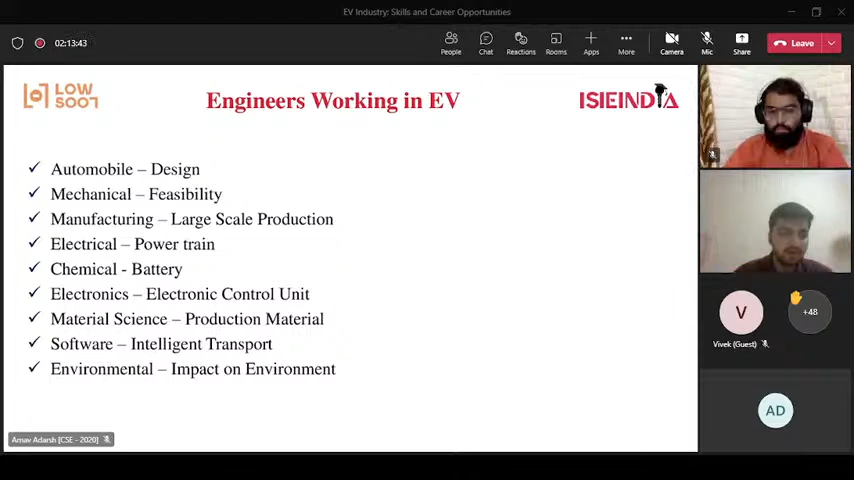 EV Industry: Skills and Career Opportunities
02:13:43
People
Chat
Reactions
Rooms
Apps
More
Camera
Mic
Share
Leave
LOW
SOOT
Engineers Working in EV
ISIEINDIA
✓ Automobile – Design
✓ Mechanical – Feasibility
✓ Manufacturing – Large Scale Production
✓ Electrical – Power train
✓ Chemical - Battery
✓ Electronics – Electronic Control Unit
✓ Material Science – Production Material
✓ Software – Intelligent Transport
✓ Environmental – Impact on Environment
Arnav Adarsh [CSE - 2020]
V
+48
Vivek (Guest)
AD